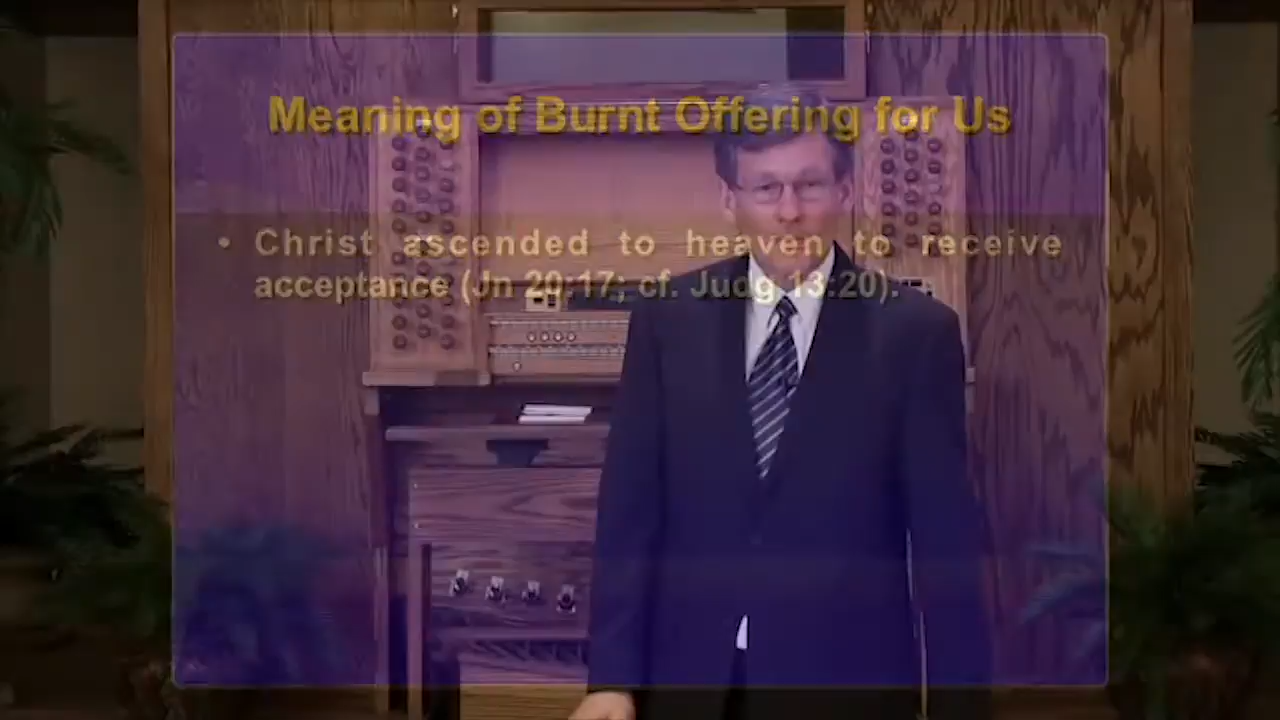 Meaning of Burnt Offering for Us
• Christ ascended to heaven to receive
acceptance (Jn 20:17; cf. Judg 13:20).